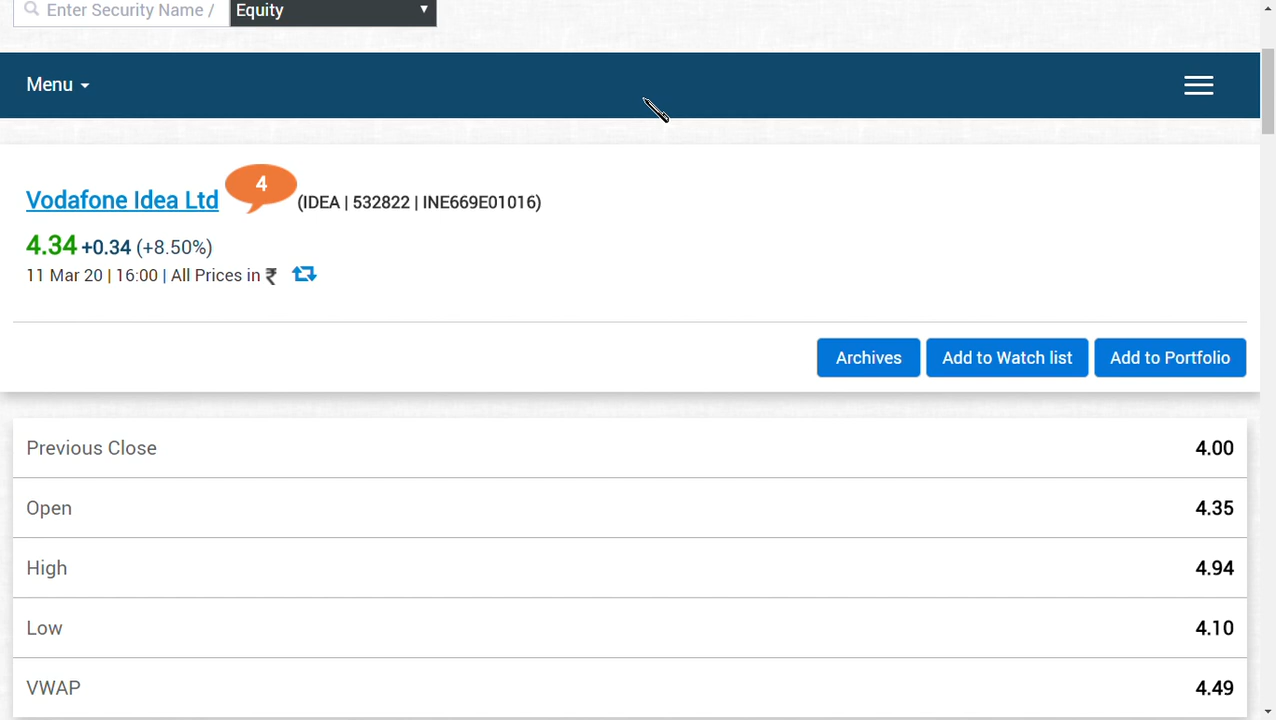 Enter Security Name /
Equity
Menu
Vodafone Idea Ltd
4
(IDEA | 532822 | INE669E01016)
4.34 +0.34 (+8.50%)
11 Mar 20 | 16:00 | All Prices in ₹
Archives
Add to Watch list
Add to Portfolio
Previous Close 4.00
Open 4.35
High 4.94
Low 4.10
VWAP 4.49